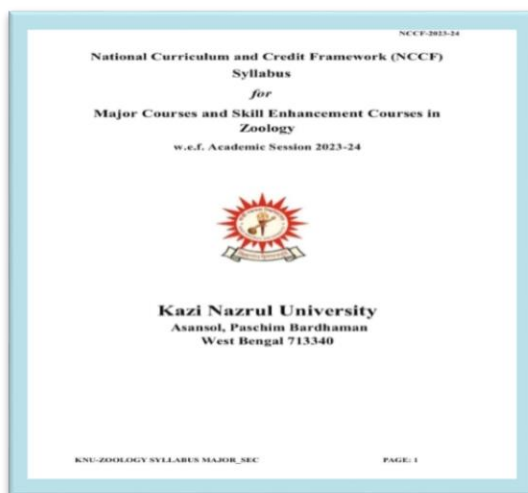 NCCF-2023-24
National Curriculum and Credit Framework (NCCF)
Syllabus
for
Major Courses and Skill Enhancement Courses in
Zoology
w.e.f. Academic Session 2023-24
Kazi Nazrul University
Asansol, Paschim Bardhaman
West Bengal 713340
KNU-ZOOLOGY SYLLABUS MAJOR_SEC PAGE: 1